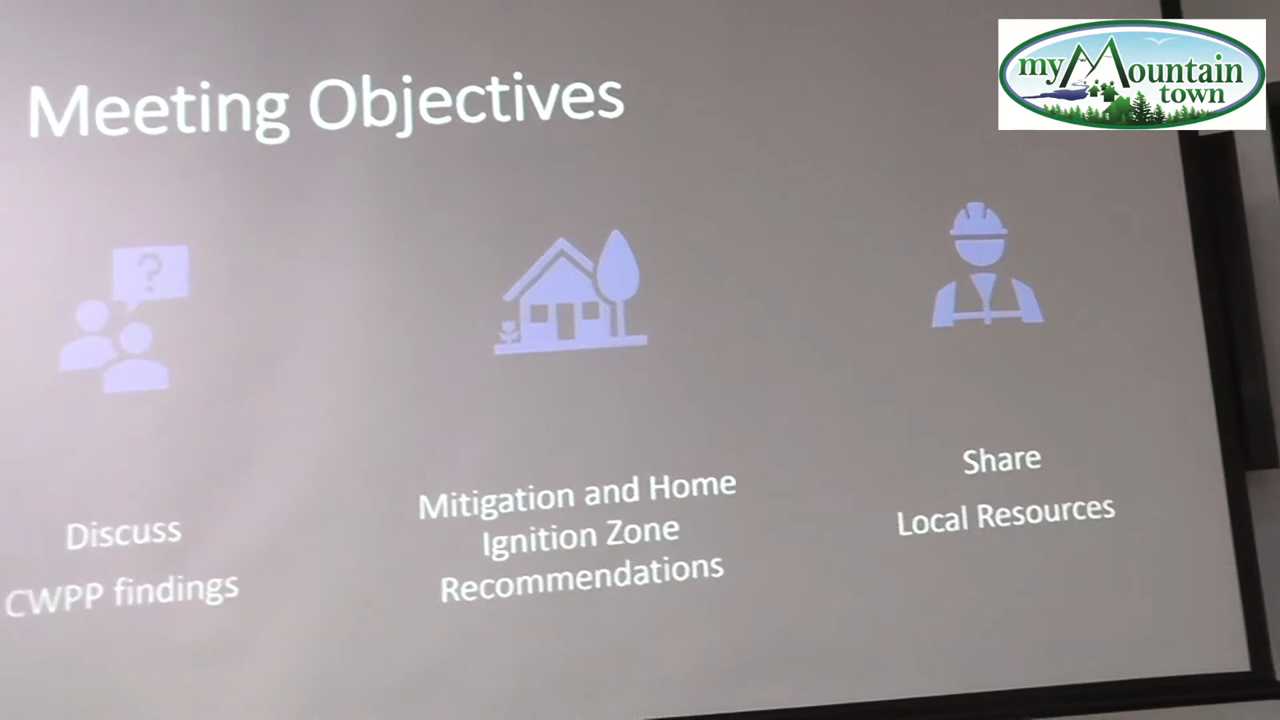 Meeting Objectives
my Mountain
town
?
Discuss
CWPP findings
Mitigation and Home
Ignition Zone
Recommendations
Share
Local Resources